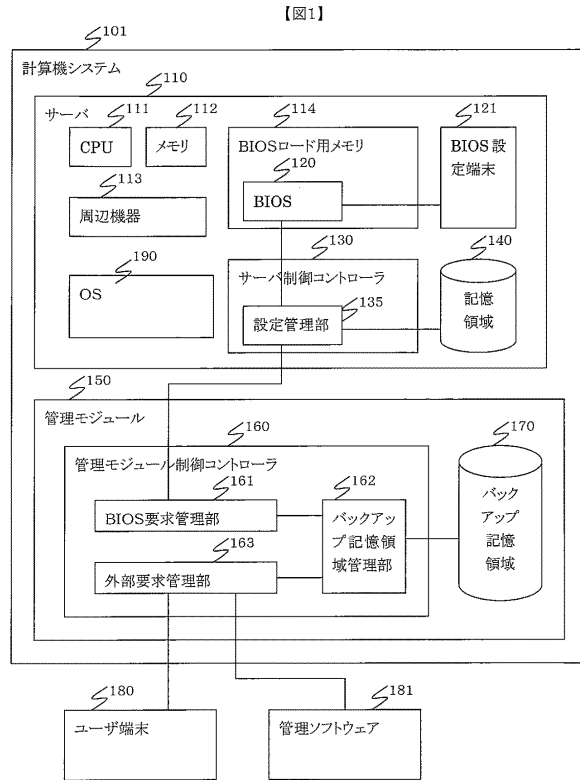 【図1】
101
計算機システム
110
サーバ
111
CPU
112
メモリ
114
BIOSロード用メモリ
120
BIOS
121
BIOS 設
定端末
113
周辺機器
190
OS
130
サーバ制御コントローラ
135
設定管理部
140
記憶
領域
150
管理モジュール
160
管理モジュール制御コントローラ
161
BIOS要求管理部
162
バックアッ
プ記憶領
域管理部
163
外部要求管理部
170
バック
アップ
記憶
領域
180
ユーザ端末
181
管理ソフトウェア